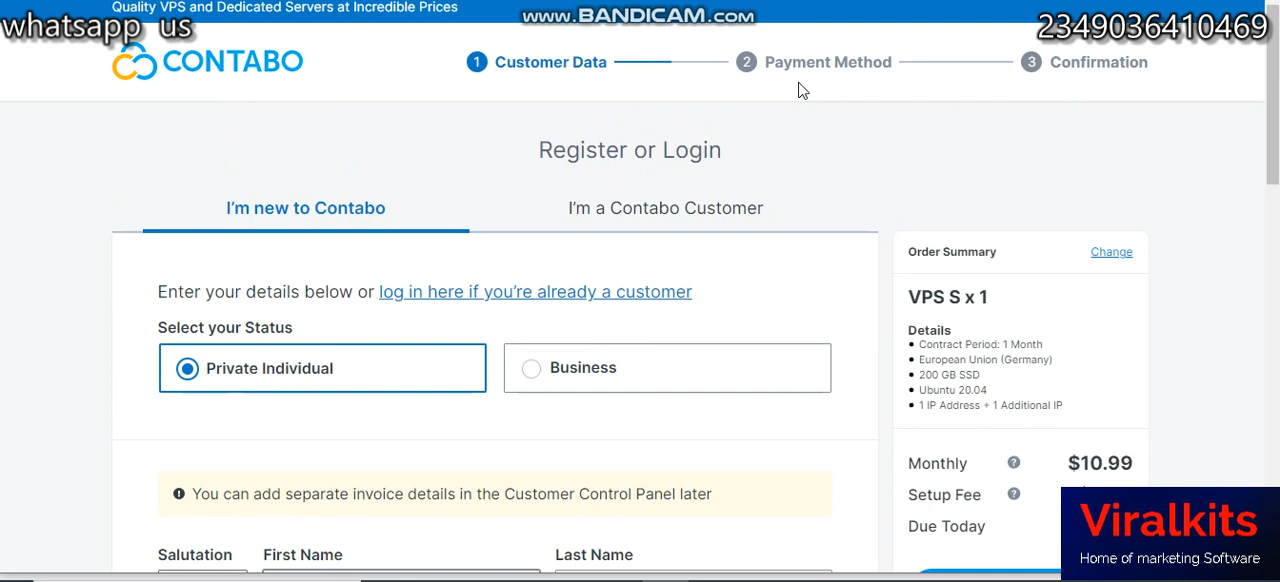 Quality VPS and Dedicated Servers at Incredible Prices
whatsapp us
www.BANDICAM.com
2349036410469
CONTABO
1 Customer Data
2 Payment Method
3 Confirmation
Register or Login
I'm new to Contabo
I'm a Contabo Customer
Enter your details below or log in here if you're already a customer
Select your Status
Private Individual
Business
You can add separate invoice details in the Customer Control Panel later
Salutation
First Name
Last Name
Order Summary
Change
VPS S x 1
Details
Contract Period: 1 Month
European Union (Germany)
200 GB SSD
Ubuntu 20.04
1 IP Address + 1 Additional IP
Monthly ? $10.99
Setup Fee ?
Due Today
Viralkits
Home of marketing Software